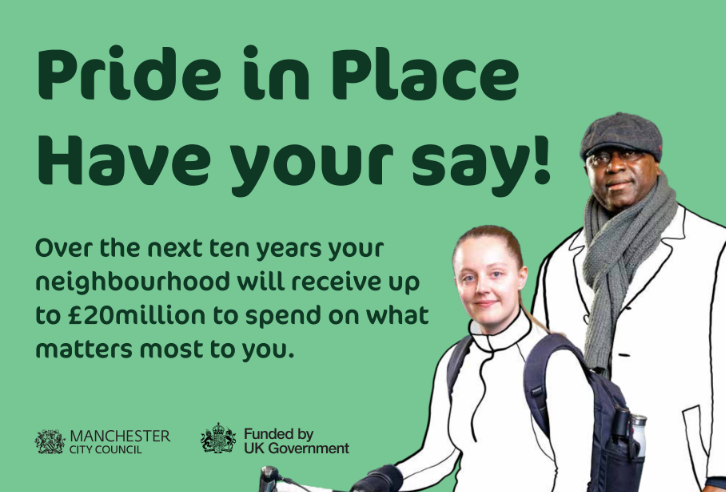 Pride in Place
Have your say!
Over the next ten years your
neighbourhood will receive up
to £20million to spend on what
matters most to you.
MANCHESTER
CITY COUNCIL
Funded by
UK Government